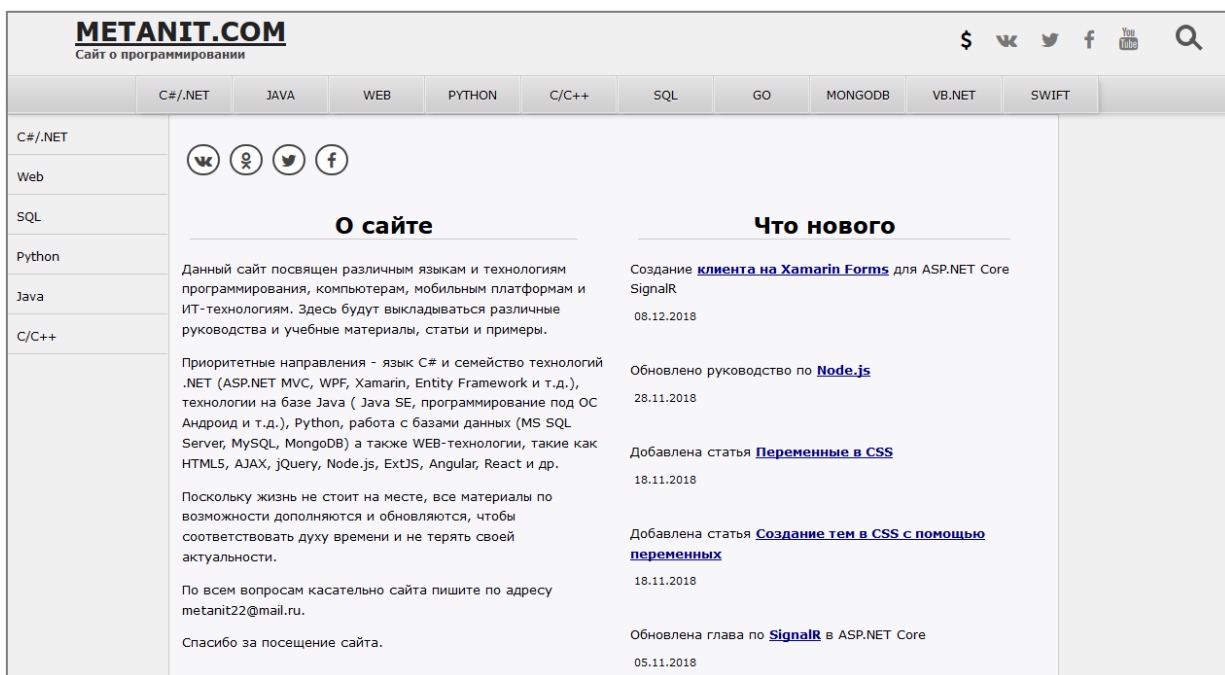 METANIT.COM
Сайт о программировании
$
You
Tube
C#/.NET
JAVA
WEB
PYTHON
C/C++
SQL
GO
MONGODB
VB.NET
SWIFT
C#/.NET
Web
SQL
Python
Java
C/C++
О сайте
Данный сайт посвящен различным языкам и технологиям
программирования, компьютерам, мобильным платформам и
ИТ-технологиям. Здесь будут выкладываться различные
руководства и учебные материалы, статьи и примеры.
Приоритетные направления - язык C# и семейство технологий
.NET (ASP.NET MVC, WPF, Xamarin, Entity Framework и т.д.),
технологии на базе Java ( Java SE, программирование под ОС
Андроид и т.д.), Python, работа с базами данных (MS SQL
Server, MySQL, MongoDB) а также WEB-технологии, такие как
HTML5, AJAX, jQuery, Node.js, ExtJS, Angular, React и др.
Поскольку жизнь не стоит на месте, все материалы по
возможности дополняются и обновляются, чтобы
соответствовать духу времени и не терять своей
актуальности.
По всем вопросам касательно сайта пишите по адресу
metanit22@mail.ru.
Спасибо за посещение сайта.
Что нового
Создание клиента на Xamarin Forms для ASP.NET Core
SignalR
08.12.2018
Обновлено руководство по Node.js
28.11.2018
Добавлена статья Переменные в CSS
18.11.2018
Добавлена статья Создание тем в CSS с помощью
переменных
18.11.2018
Обновлена глава по SignalR в ASP.NET Core
05.11.2018